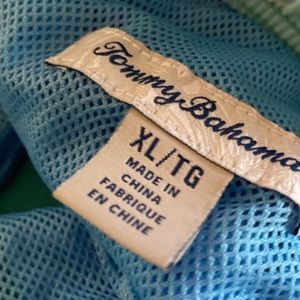 Tommy Bahama
XL/TG
MADE IN
CHINA
FABRIQUE
EN CHINE